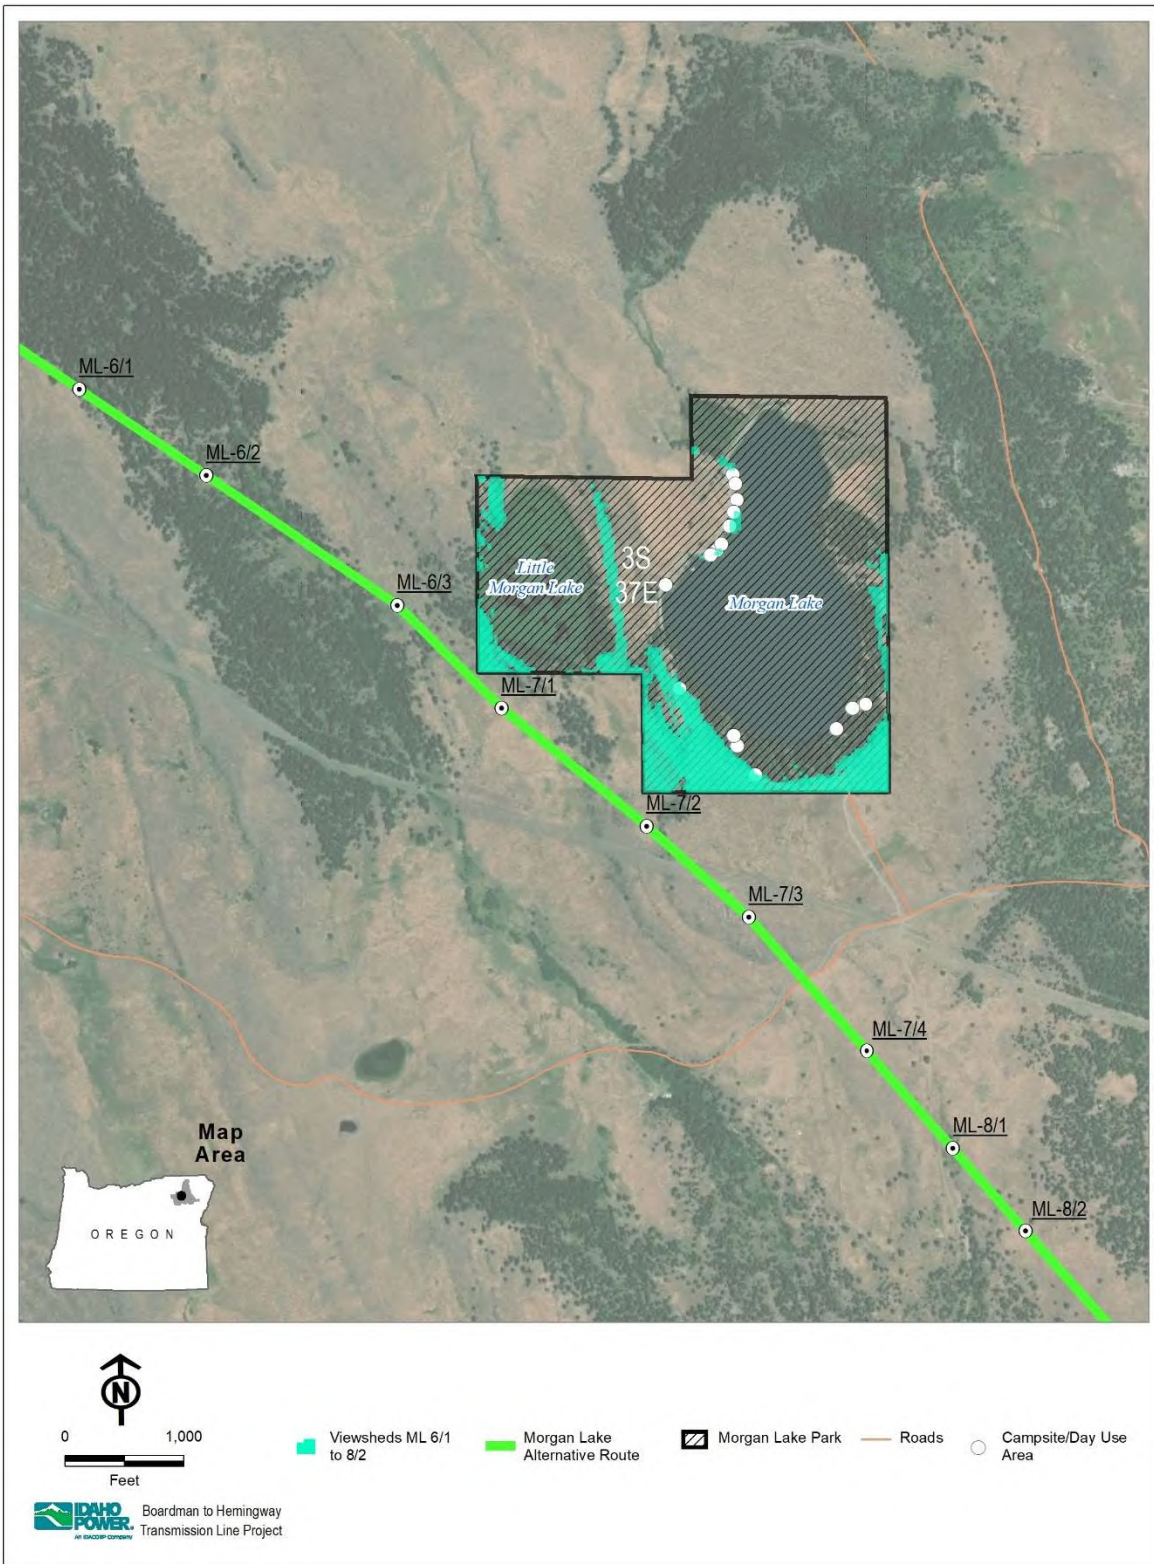 ML-6/1
ML-6/2
ML-6/3
Little
Morgan Lake
3S
37E
Morgan Lake
ML-7/1
ML-7/2
ML-7/3
ML-7/4
ML-8/1
ML-8/2
Map
Area
OREGON
N
0 1,000
Feet
Viewsheds ML 6/1
to 8/2
Morgan Lake
Alternative Route
Morgan Lake Park
Roads
Campsite/Day Use
Area
IDAHO
POWER.
AN IDACORP COMPANY
Boardman to Hemingway
Transmission Line Project